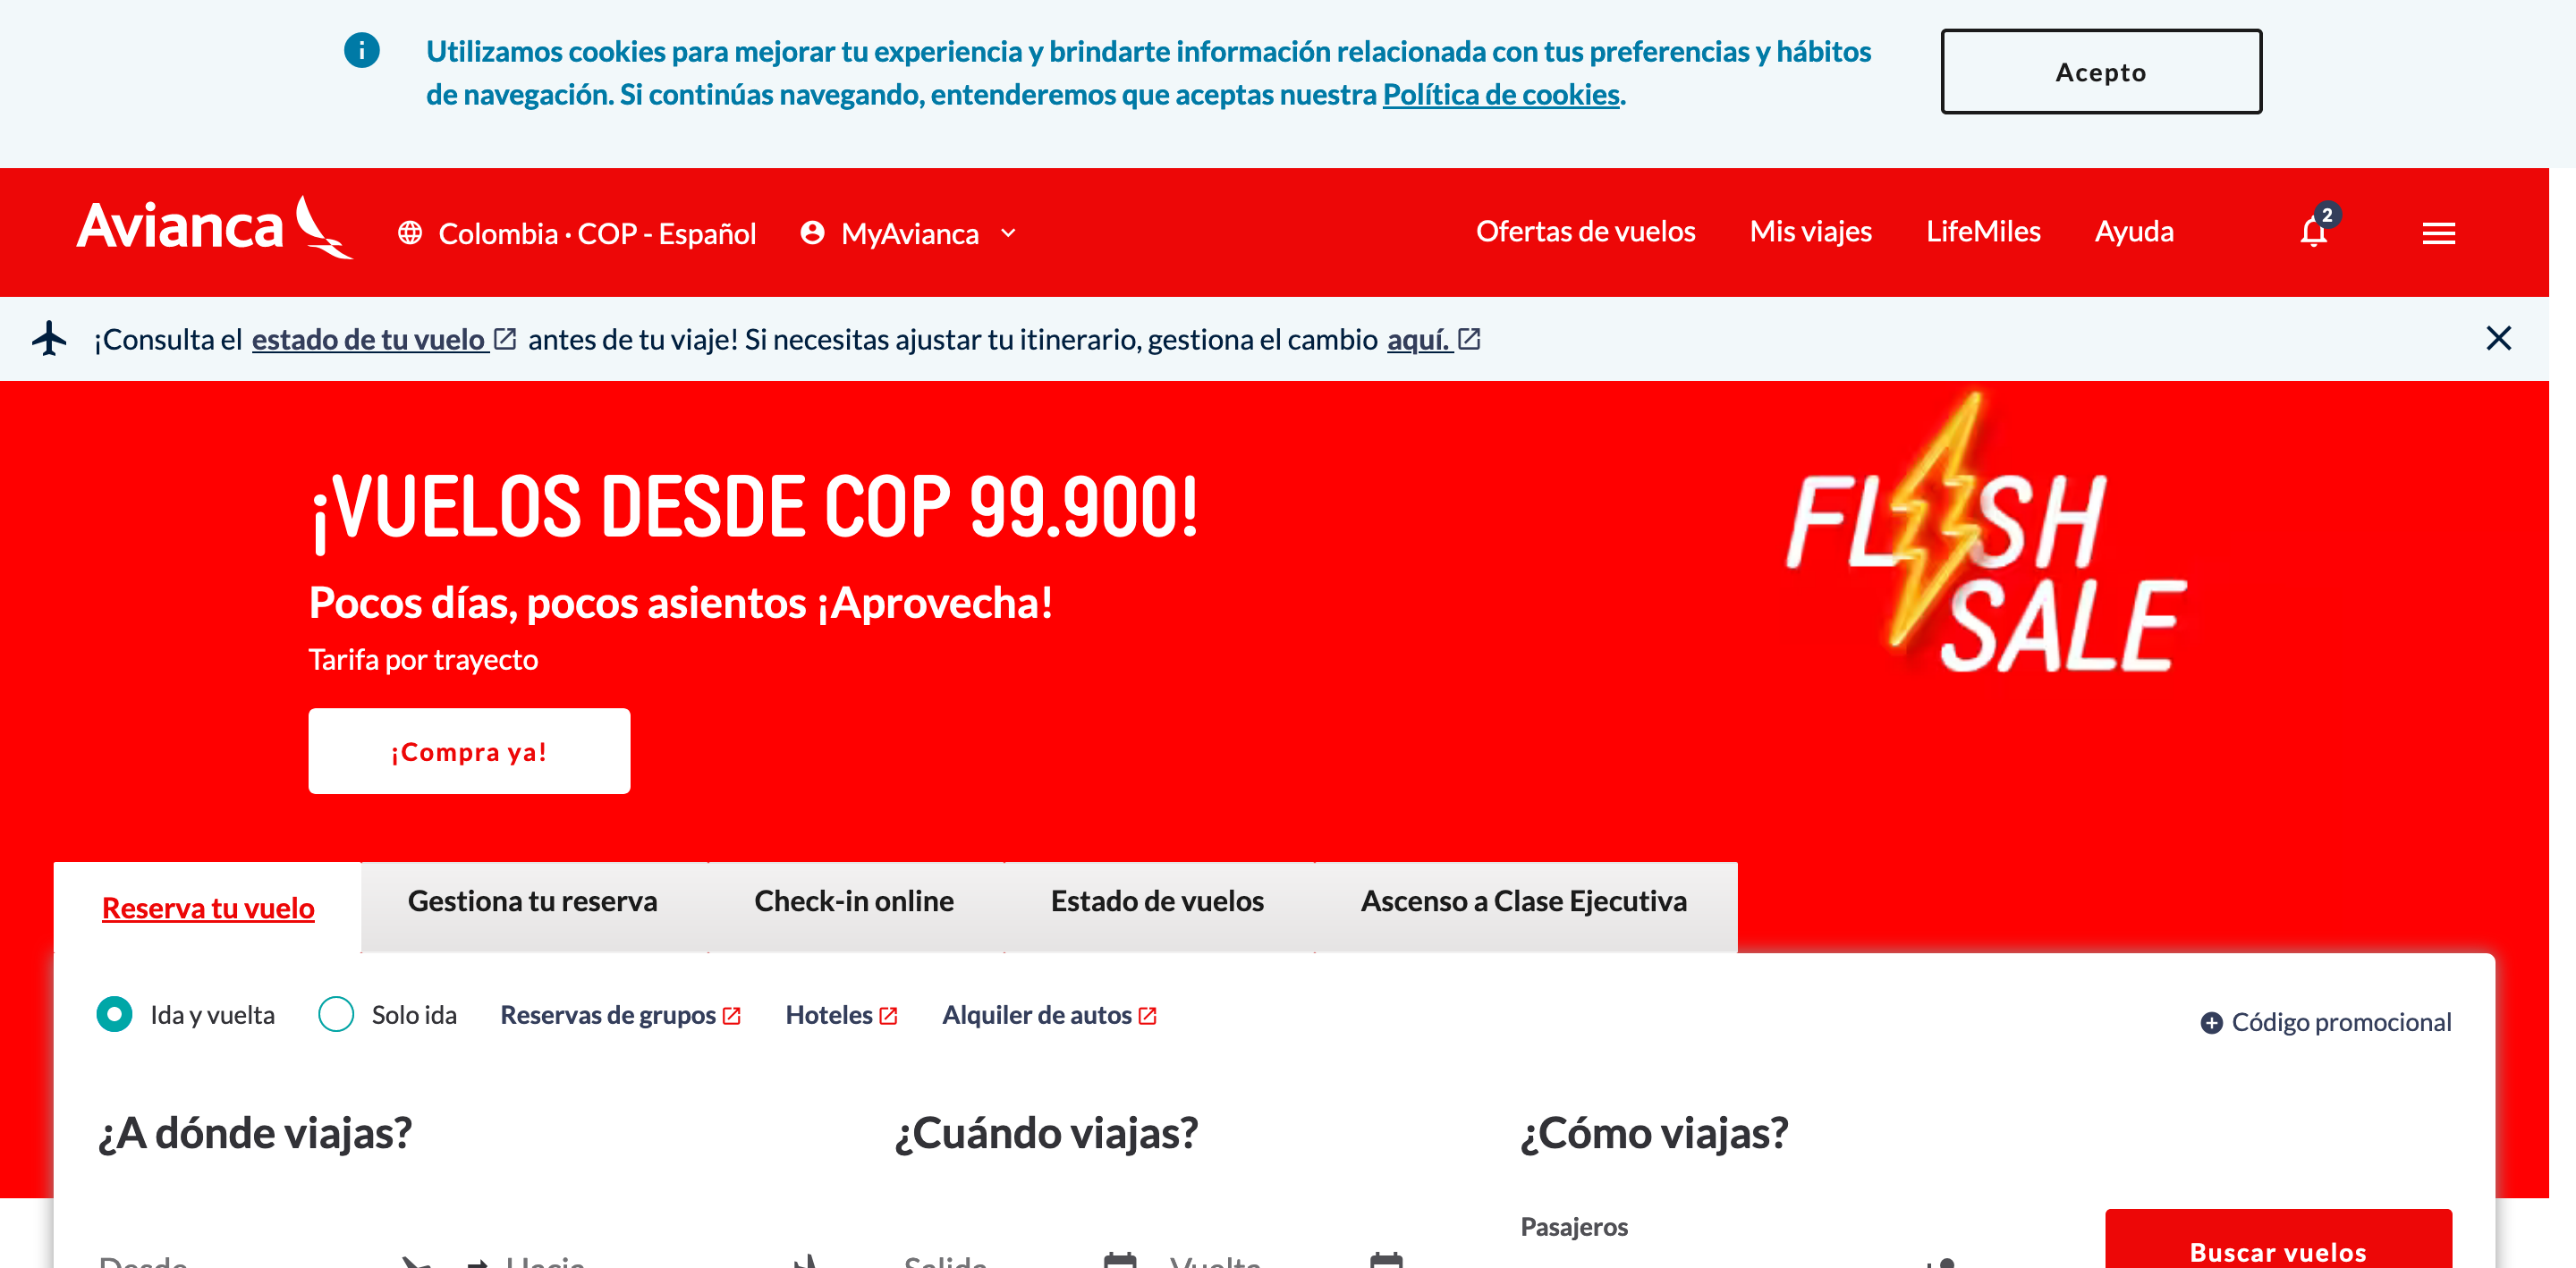 Utilizamos cookies para mejorar tu experiencia y brindarte información relacionada con tus preferencias y hábitos
de navegación. Si continúas navegando, entenderemos que aceptas nuestra Política de cookies.
Acepto
Avianca
Colombia · COP - Español
MyAvianca
Ofertas de vuelos
Mis viajes
LifeMiles
Ayuda
2
¡Consulta el estado de tu vuelo antes de tu viaje! Si necesitas ajustar tu itinerario, gestiona el cambio aquí.
¡VUELOS DESDE COP 99.900!
Pocos días, pocos asientos ¡Aprovecha!
Tarifa por trayecto
¡Compra ya!
FLASH
SALE
Reserva tu vuelo
Gestiona tu reserva
Check-in online
Estado de vuelos
Ascenso a Clase Ejecutiva
Ida y vuelta
Solo ida
Reservas de grupos
Hoteles
Alquiler de autos
Código promocional
¿A dónde viajas?
¿Cuándo viajas?
¿Cómo viajas?
Desde
Hacia
Salida
Vuelta
Pasajeros
Buscar vuelos